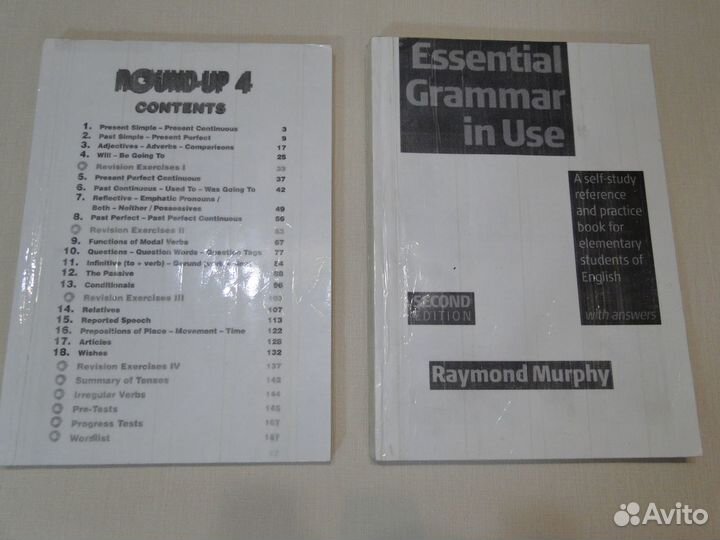 ROUND-UP 4
CONTENTS
1. Present Simple – Present Continuous 3
2. Past Simple – Present Perfect 9
3. Adjectives – Adverbs – Comparisons 17
4. Will – Be Going To 25
Revision Exercises I 33
5. Present Perfect Continuous 37
6. Past Continuous – Used To – Was Going To 42
7. Reflective – Emphatic Pronouns /
Both – Neither / Possessives 49
8. Past Perfect – Past Perfect Continuous 56
Revision Exercises II 63
9. Functions of Modal Verbs 67
10. Questions – Question Words – Question Tags 77
11. Infinitive (to + verb) – 84
12. The Passive 88
13. Conditionals 96
Revision Exercises III 103
14. Relatives 107
15. Reported Speech 113
16. Prepositions of Place – Movement – Time 122
17. Articles 128
18. Wishes 132
Revision Exercises IV 137
Summary of Tenses 142
Irregular Verbs 144
Pre-Tests 145
Progress Tests 157
Wordlist
Essential
Grammar
in Use
A self-study
reference
and practice
book for
elementary
students of
English
SECOND
EDITION
with answers
Raymond Murphy
Avito